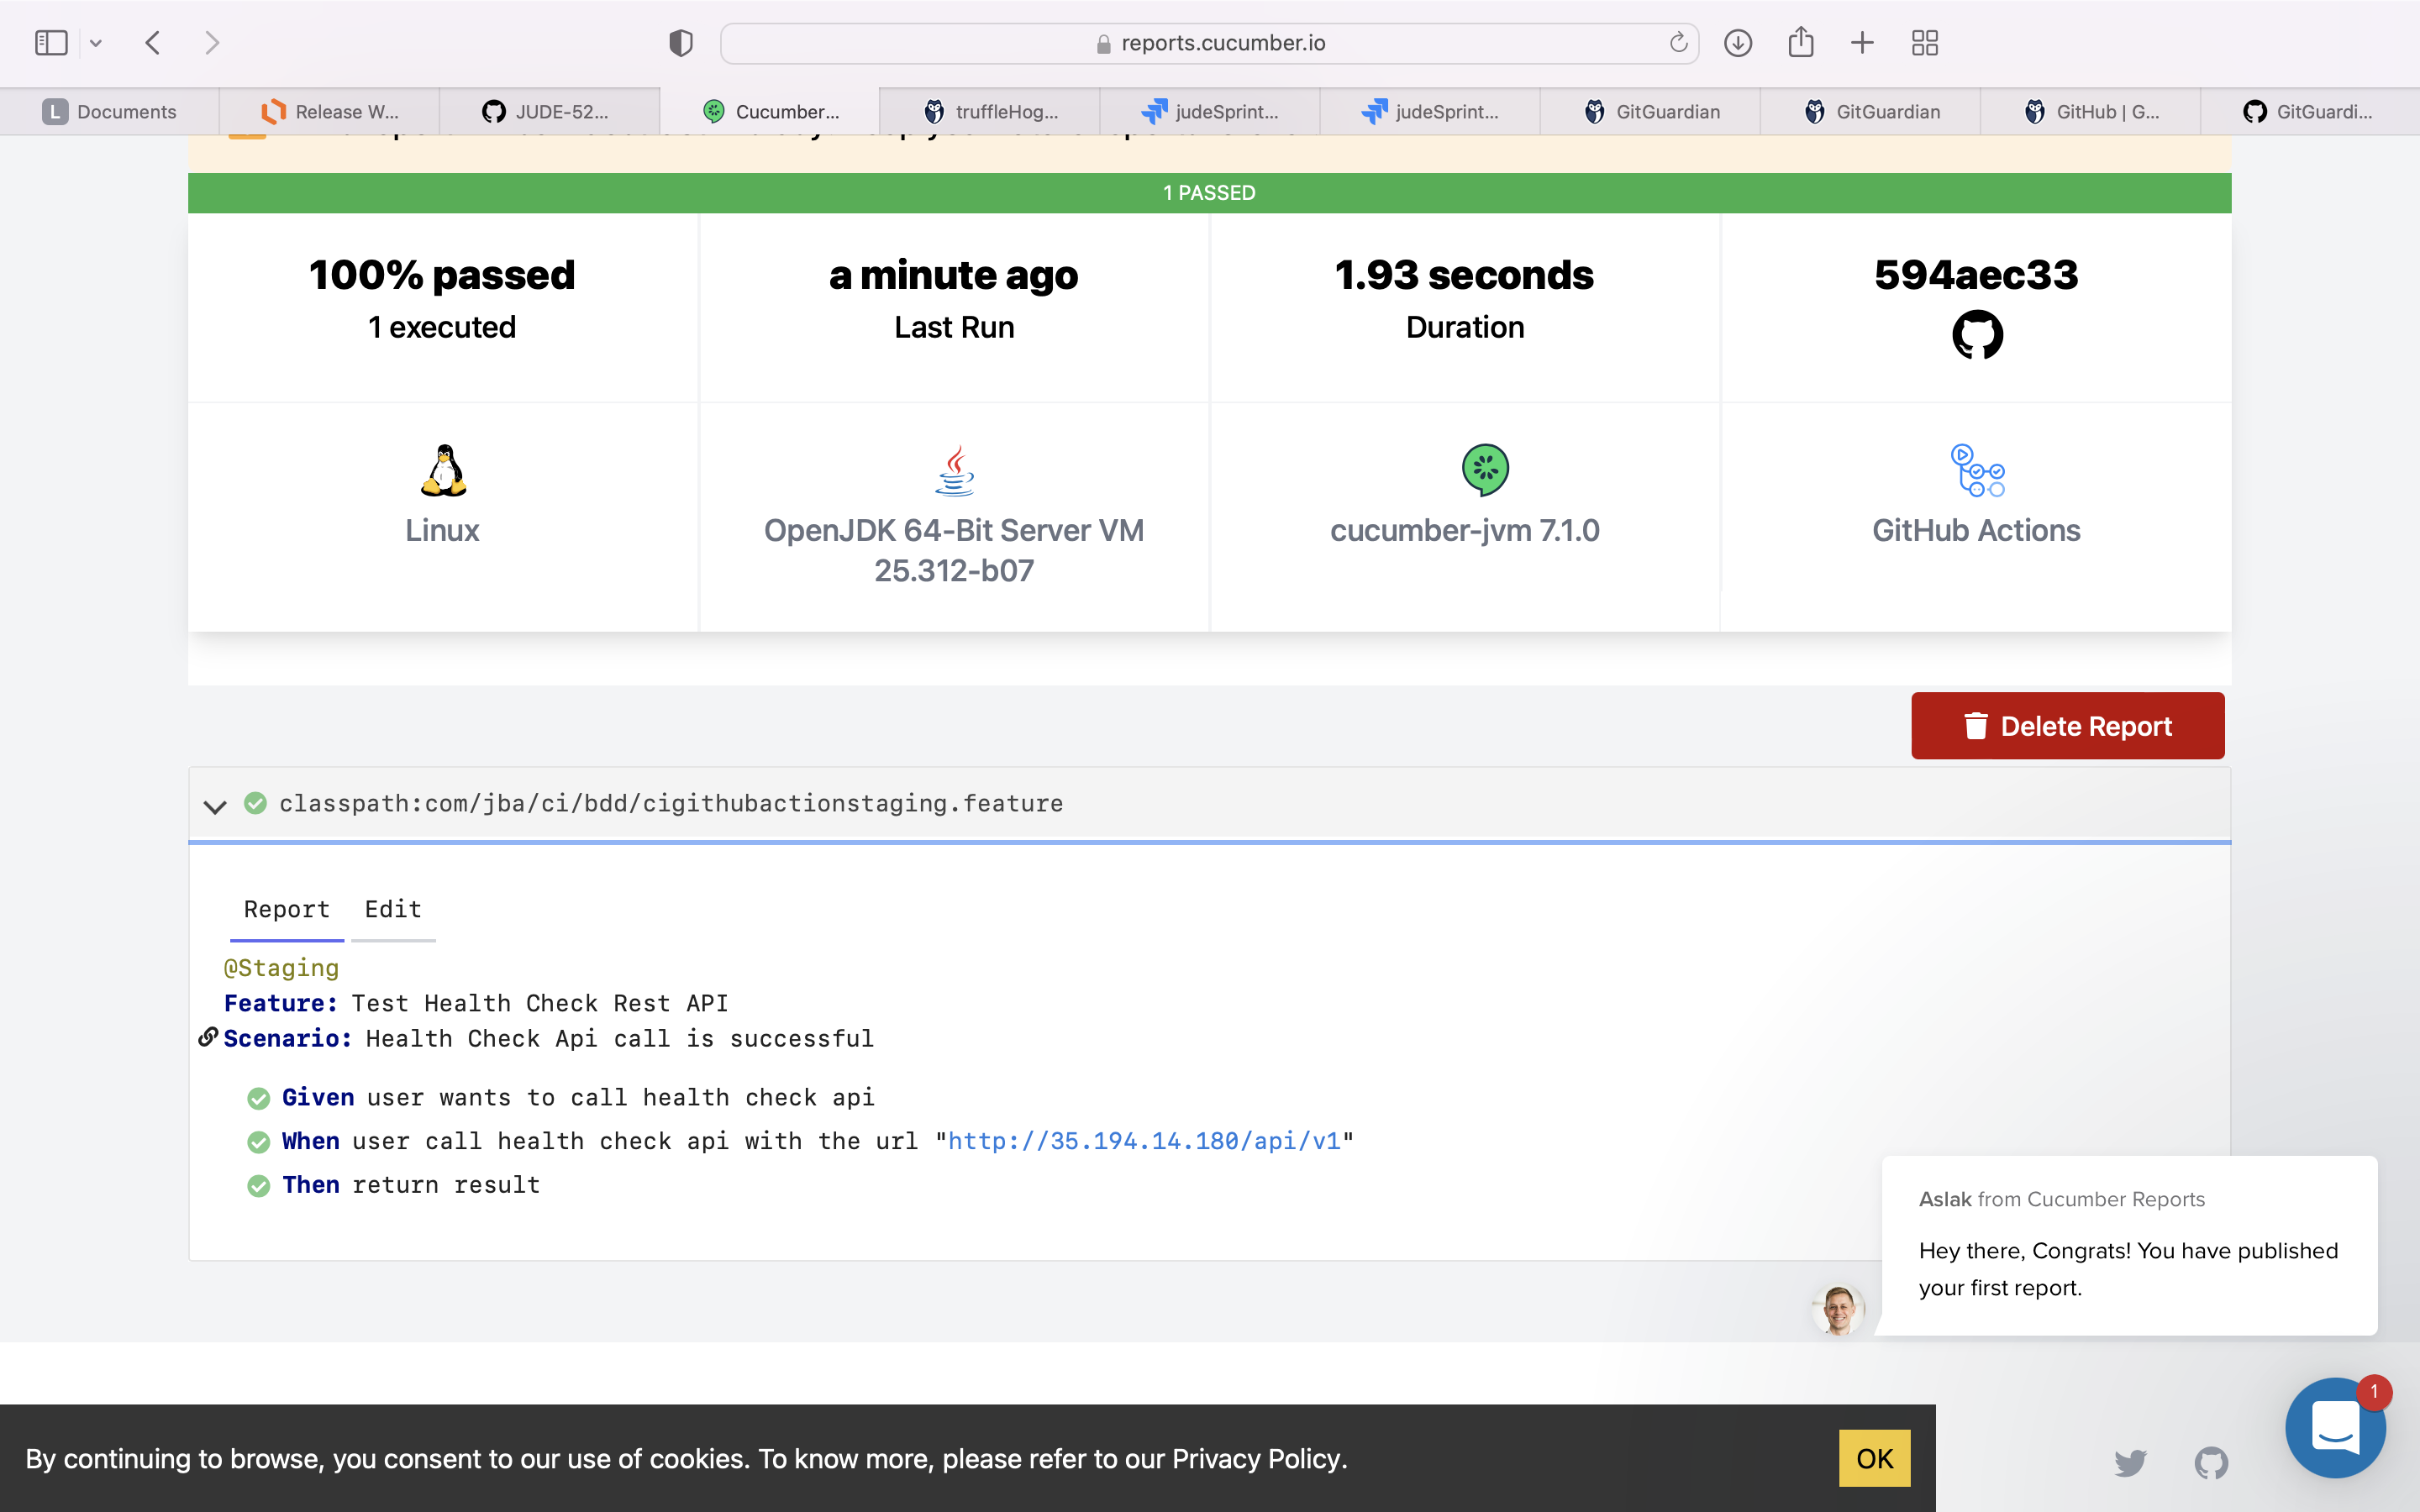 reports.cucumber.io
L Documents
Release W...
JUDE-52...
Cucumber...
truffleHog...
judeSprint...
judeSprint...
GitGuardian
GitGuardian
GitHub | G...
GitGuardi...
1 PASSED
100% passed
1 executed
a minute ago
Last Run
1.93 seconds
Duration
594aec33
Linux
OpenJDK 64-Bit Server VM
25.312-b07
cucumber-jvm 7.1.0
GitHub Actions
Delete Report
classpath:com/jba/ci/bdd/cigithubactionstaging.feature
Report Edit
@Staging
Feature: Test Health Check Rest API
Scenario: Health Check Api call is successful
Given user wants to call health check api
When user call health check api with the url "http://35.194.14.180/api/v1"
Then return result
Aslak from Cucumber Reports
Hey there, Congrats! You have published
your first report.
1
By continuing to browse, you consent to our use of cookies. To know more, please refer to our Privacy Policy.
OK